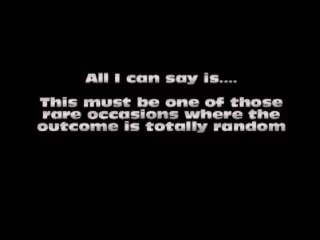 All I can say is....
This must be one of those
rare occasions where the
outcome is totally random